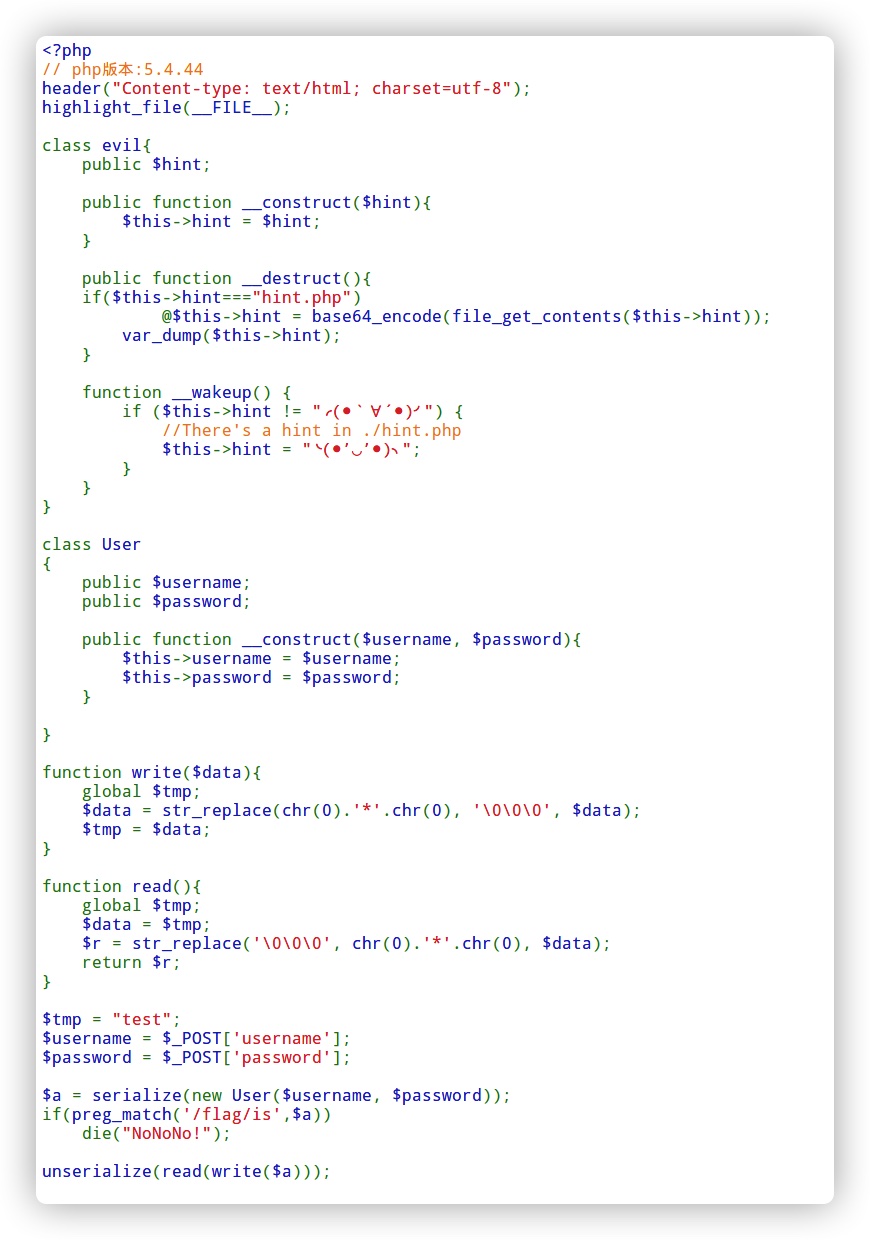 <?php
// php版本:5.4.44
header("Content-type: text/html; charset=utf-8");
highlight_file(__FILE__);

class evil{
    public $hint;

    public function __construct($hint){
        $this->hint = $hint;
    }

    public function __destruct(){
    if($this->hint==="hint.php")
            @$this->hint = base64_encode(file_get_contents($this->hint));
        var_dump($this->hint);
    }

    function __wakeup() {
        if ($this->hint != "╭(●｀∀´●)╯") {
            //There's a hint in ./hint.php
            $this->hint = "╰(●’◡’●)╮";
        }
    }
}

class User
{
    public $username;
    public $password;

    public function __construct($username, $password){
        $this->username = $username;
        $this->password = $password;
    }

}

function write($data){
    global $tmp;
    $data = str_replace(chr(0).'*'.chr(0), '\0\0\0', $data);
    $tmp = $data;
}

function read(){
    global $tmp;
    $data = $tmp;
    $r = str_replace('\0\0\0', chr(0).'*'.chr(0), $data);
    return $r;
}

$tmp = "test";
$username = $_POST['username'];
$password = $_POST['password'];

$a = serialize(new User($username, $password));
if(preg_match('/flag/is',$a))
    die("NoNoNo!");

unserialize(read(write($a)));